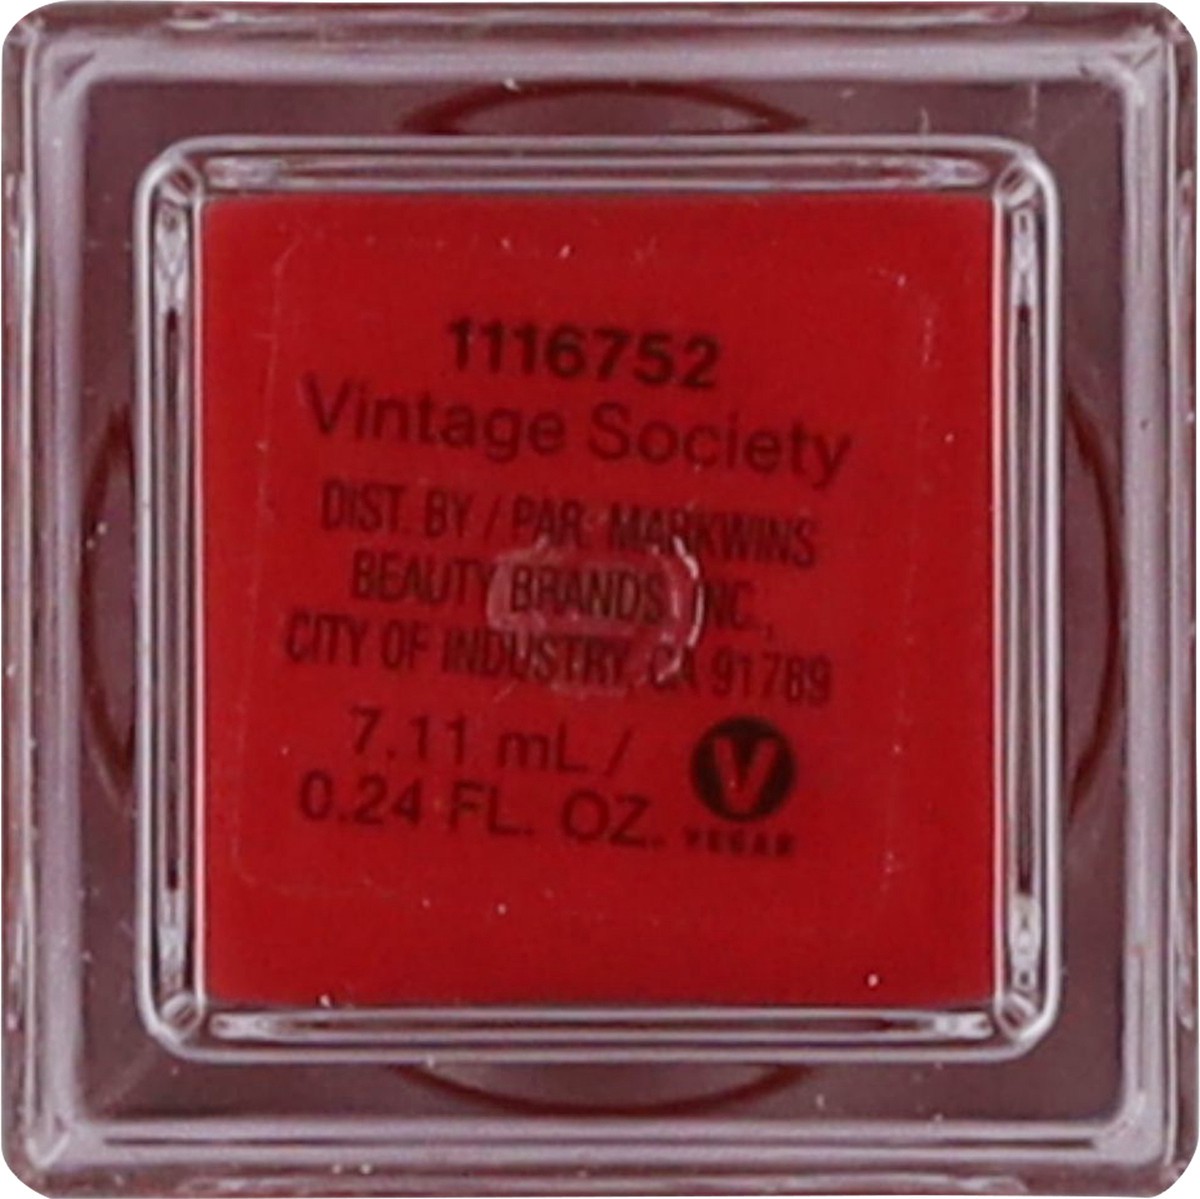 1116752
Vintage Society
DIST. BY / PAR: MARKWINS
BEAUTY BRANDS, INC.,
CITY OF INDUSTRY, CA 91789
7.11 mL /
0.24 FL. OZ.
V
VEGAN